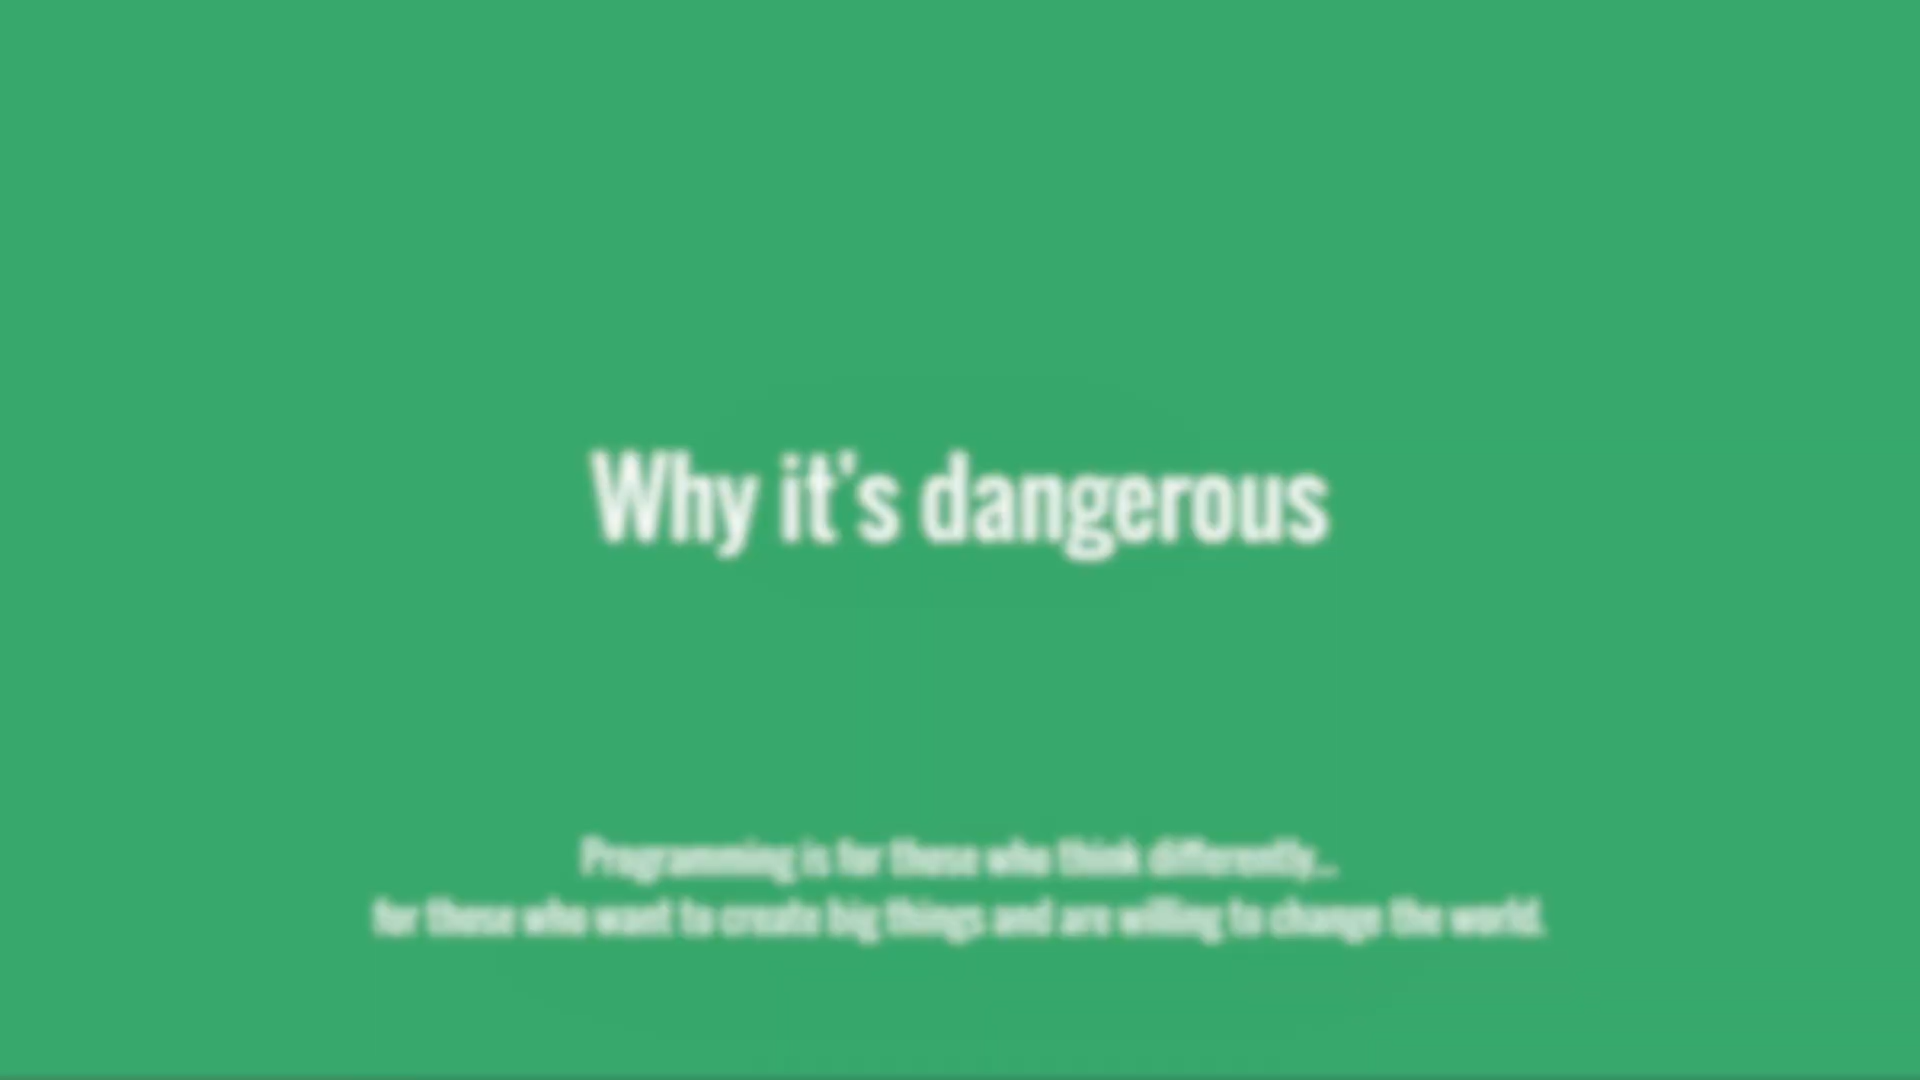 Why it's dangerous
Programming is for those who think differently...
for those who want to create big things and are willing to change the world.